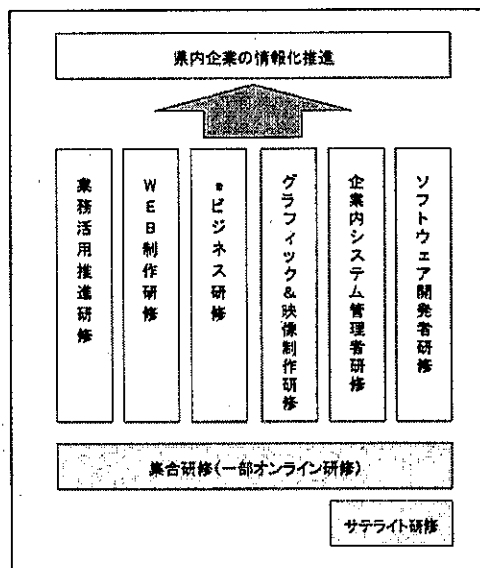 県内企業の情報化推進
業務活用推進研修
WEB制作研修
eビジネス研修
グラフィック&映像制作研修
企業内システム管理者研修
ソフトウェア開発者研修
集合研修(一部オンライン研修)
サテライト研修